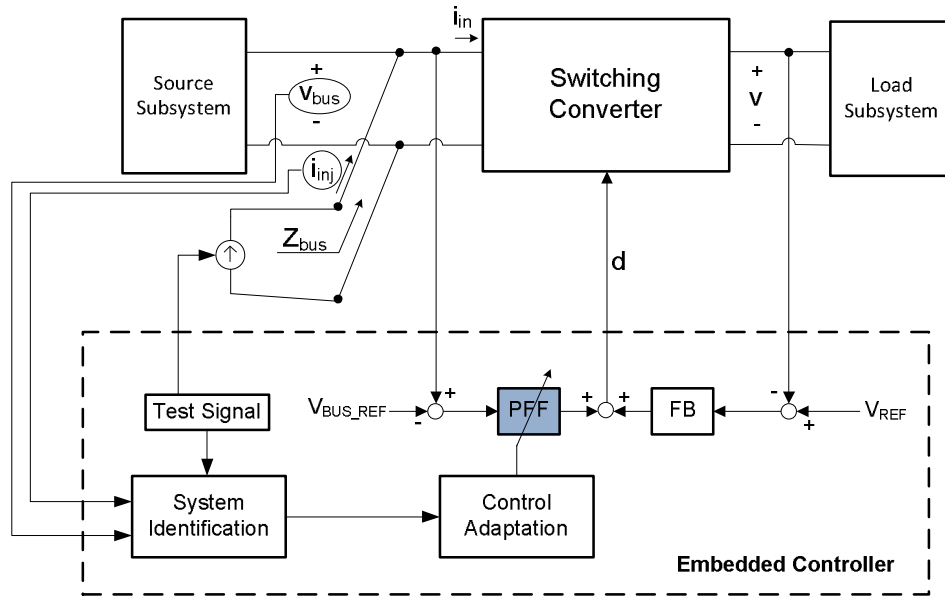 i_in
Source
Subsystem
+
V_bus
-
Switching
Converter
+
V
-
Load
Subsystem
i_inj
Z_bus
↑
d
Test Signal
V_BUS_REF
+
-
PFF
+
+
FB
-
+
V_REF
System
Identification
Control
Adaptation
Embedded Controller